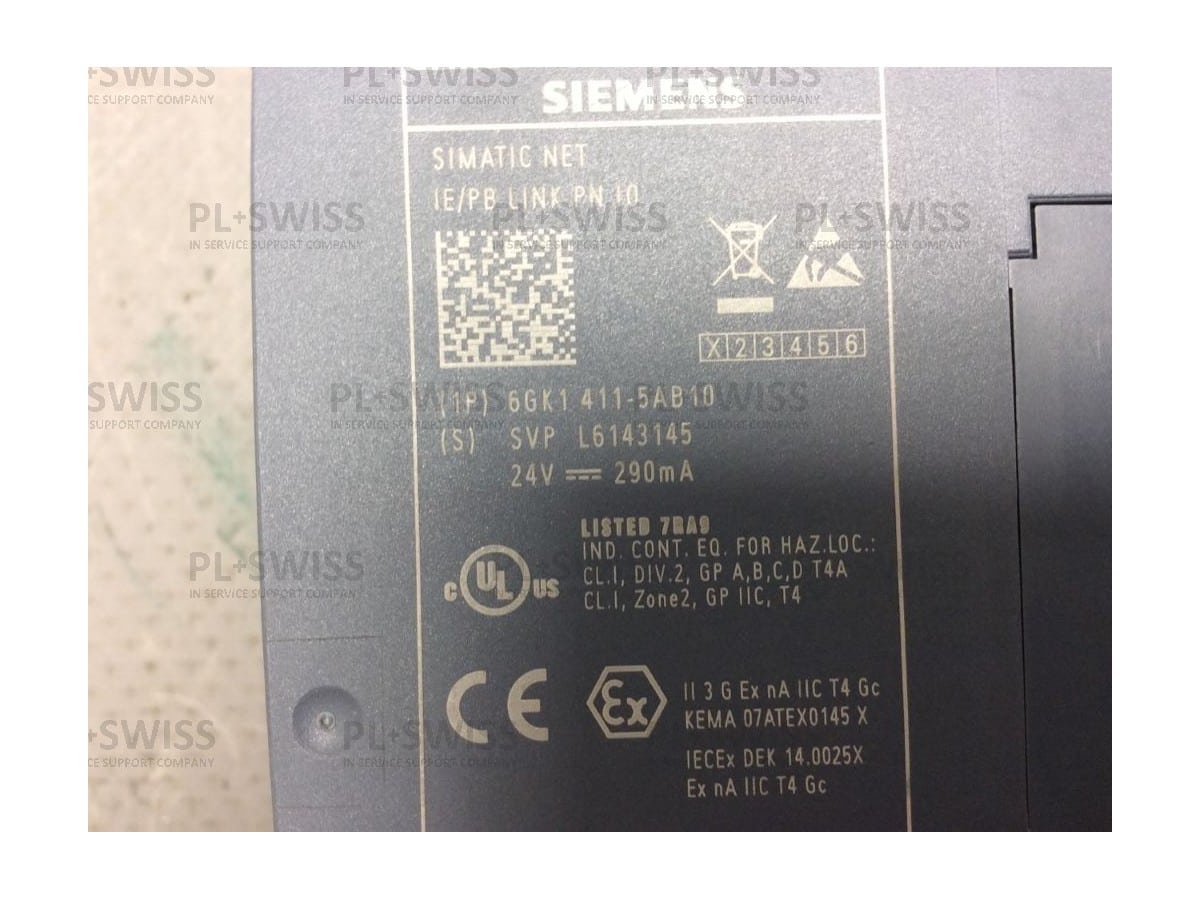 SIEMENS
SIMATIC NET
IE/PB LINK PN IO
X 2 3 4 5 6
(1P) 6GK1 411-5AB10
(S) SVP L6143145
24V ⎓ 290mA
LISTED 7RA9
IND. CONT. EQ. FOR HAZ.LOC.:
CL.I, DIV.2, GP A,B,C,D T4A
CL.I, Zone2, GP IIC, T4
C UL US
CE Ex
II 3 G Ex nA IIC T4 Gc
KEMA 07ATEX0145 X
IECEx DEK 14.0025X
Ex nA IIC T4 Gc
PL+SWISS
IN SERVICE SUPPORT COMPANY